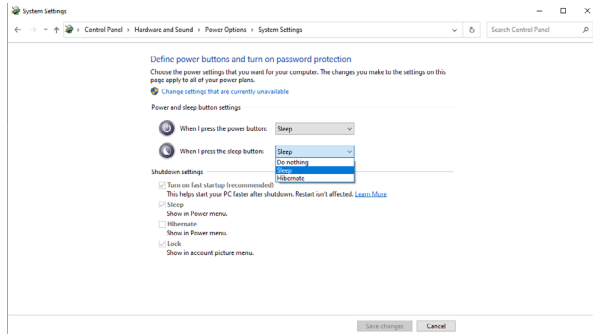 System Settings
Control Panel > Hardware and Sound > Power Options > System Settings
Search Control Panel
Define power buttons and turn on password protection
Choose the power settings that you want for your computer. The changes you make to the settings on this
page apply to all of your power plans.
Change settings that are currently unavailable
Power and sleep button settings
When I press the power button: Sleep
When I press the sleep button: Sleep
Do nothing
Sleep
Hibernate
Shutdown settings
Turn on fast startup (recommended)
This helps start your PC faster after shutdown. Restart isn't affected. Learn More
Sleep
Show in Power menu.
Hibernate
Show in Power menu.
Lock
Show in account picture menu.
Save changes Cancel